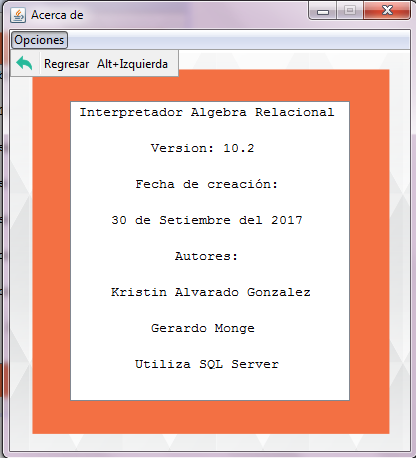 Acerca de
Opciones
Regresar Alt+Izquierda
Interpretador Algebra Relacional
Version: 10.2
Fecha de creación:
30 de Setiembre del 2017
Autores:
Kristin Alvarado Gonzalez
Gerardo Monge
Utiliza SQL Server